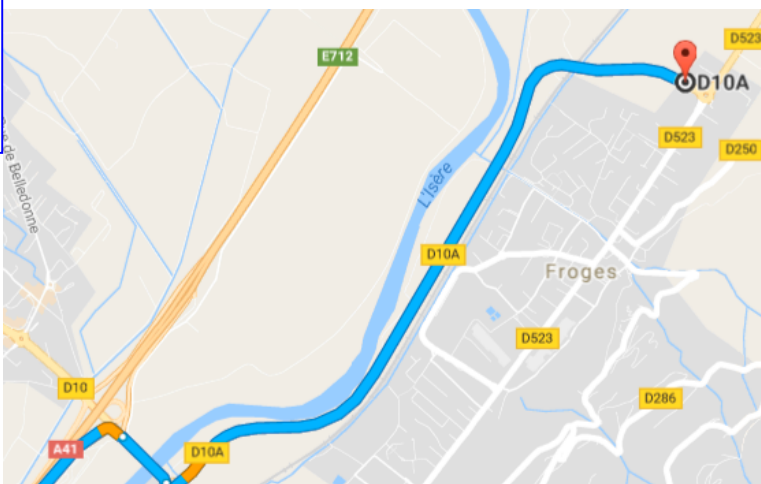 D523
E712
D10A
D523
D250
de Belledonne
L'Isère
D10A
Froges
D523
D10
D286
A41
D10A